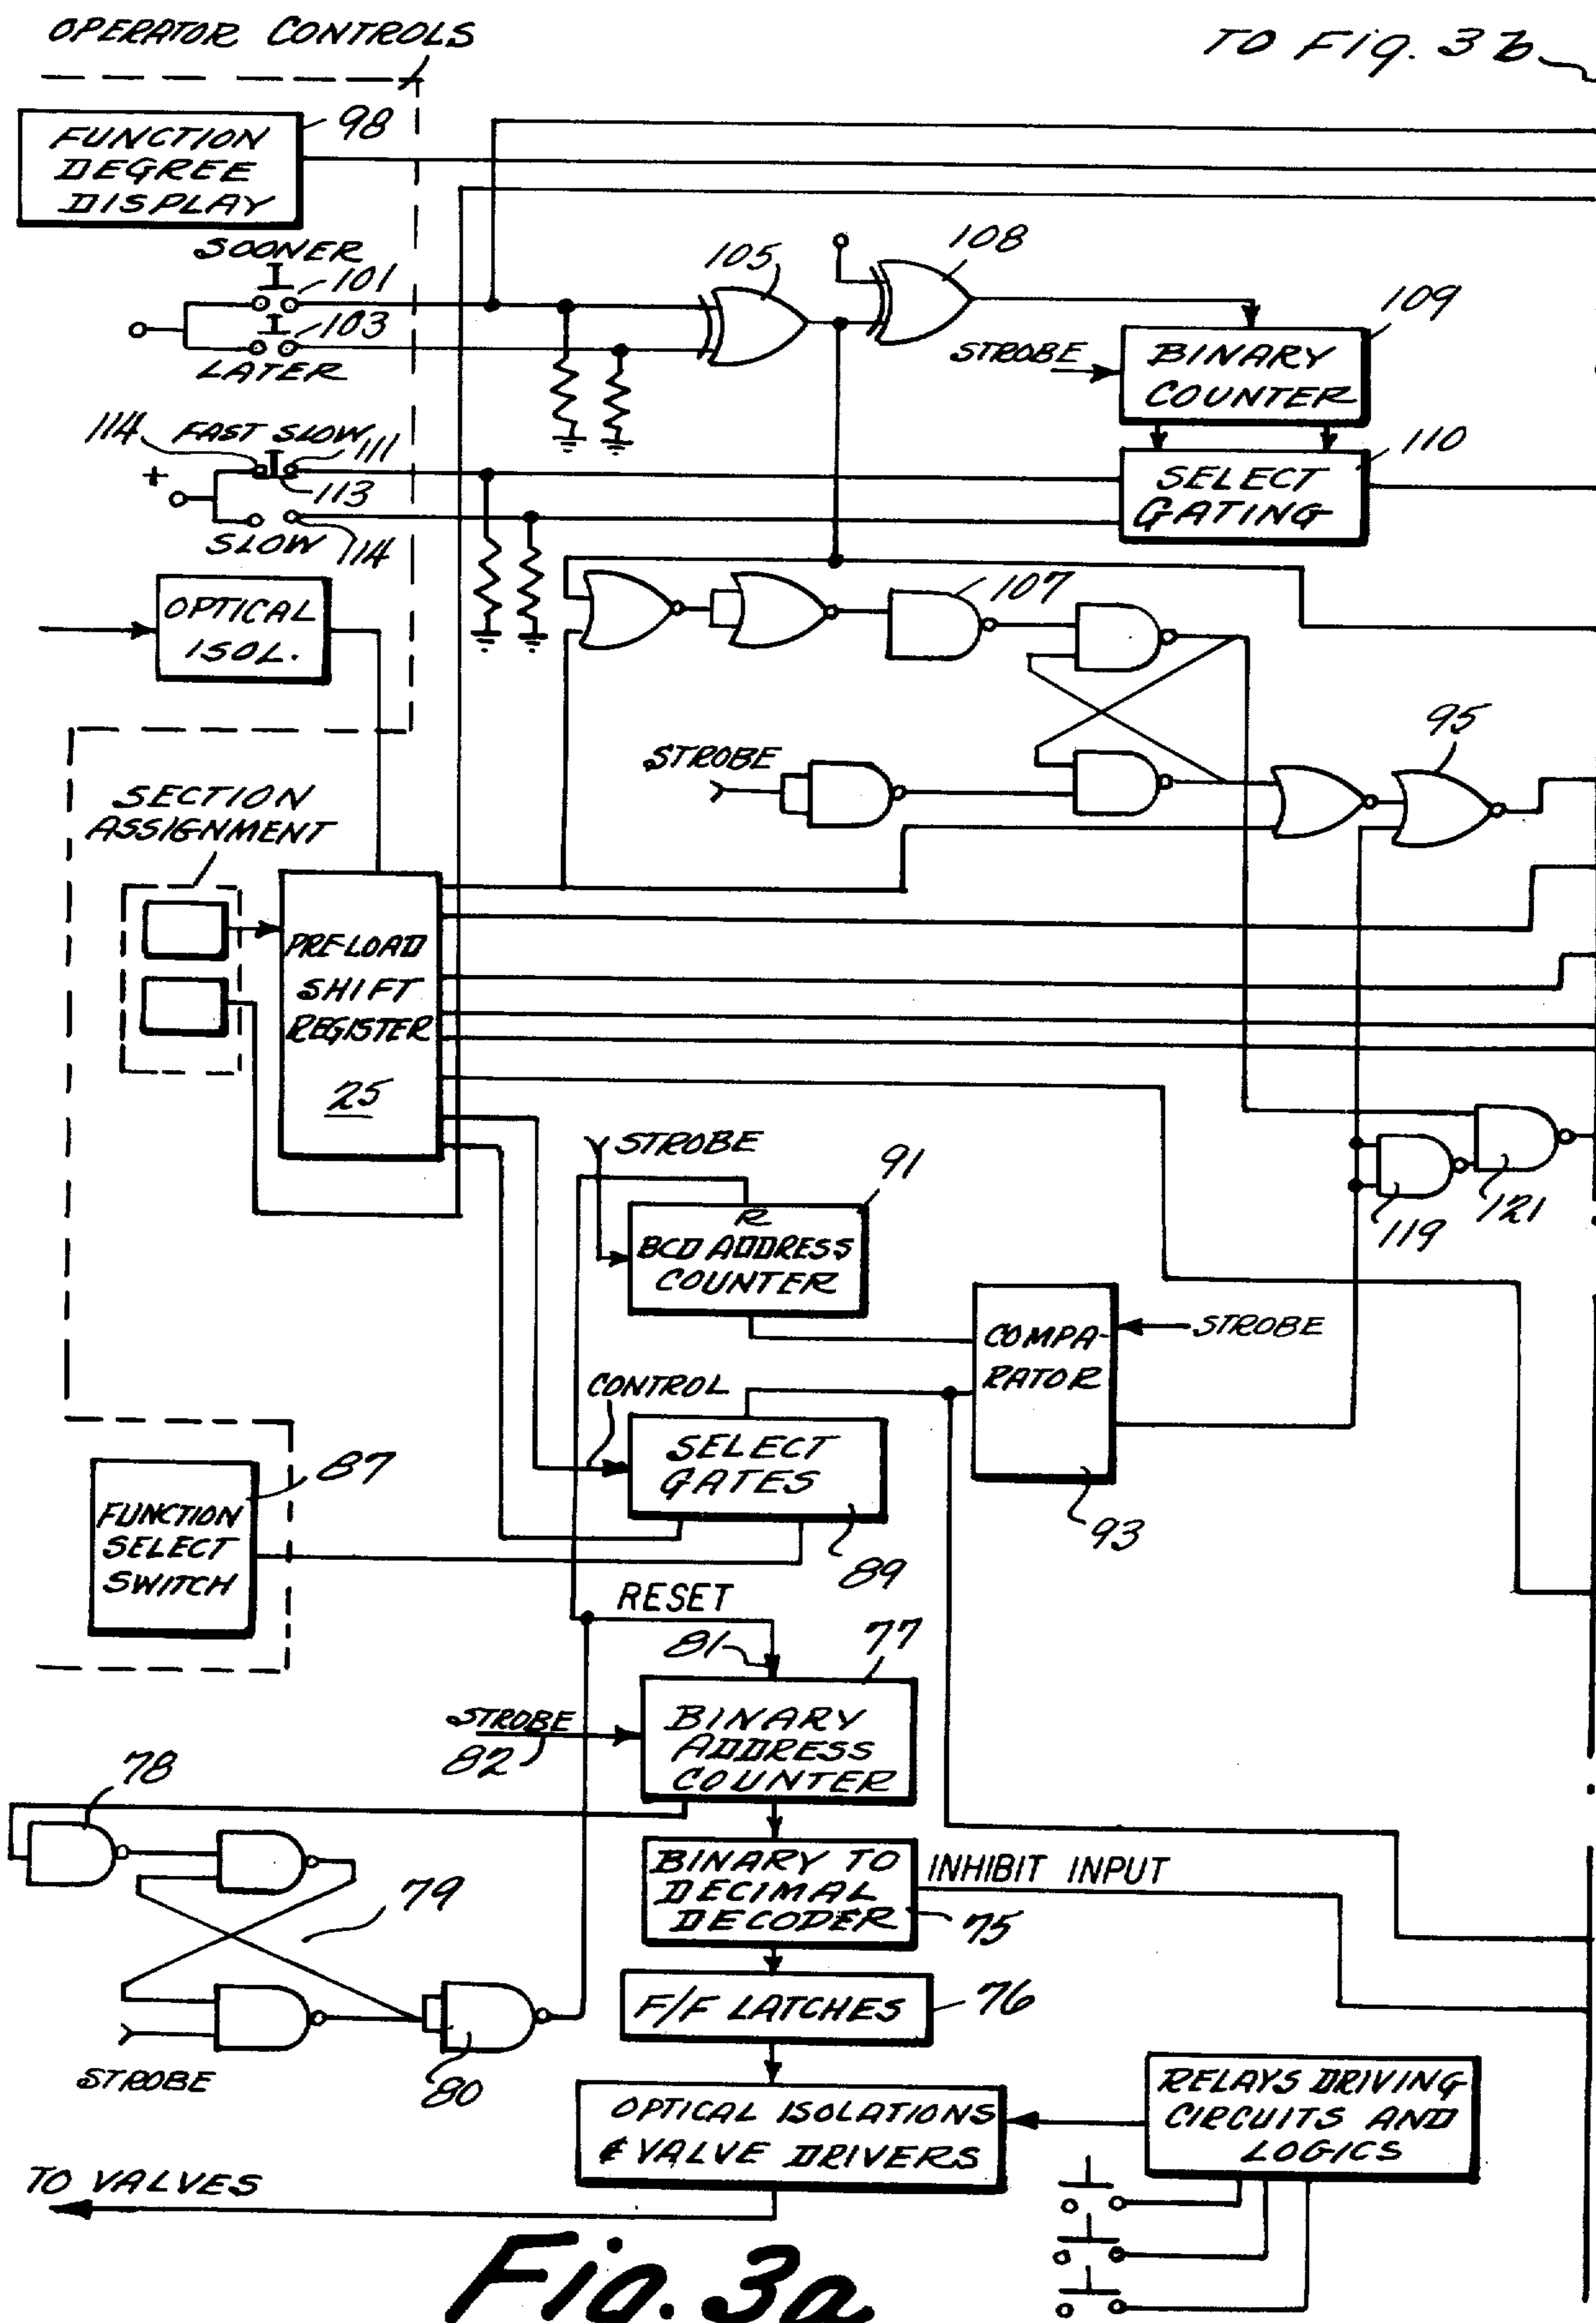 OPERATOR CONTROLS
TO Fig. 3b
98
FUNCTION
DEGREE
DISPLAY
SOONER
101
103
LATER
105
108
109
STROBE
BINARY
COUNTER
114
FAST SLOW
111
113
+
SLOW
114
110
SELECT
GATING
OPTICAL
ISOL.
107
95
STROBE
SECTION
ASSIGNMENT
PRELOAD
SHIFT
REGISTER
25
STROBE
91
R
BCD ADDRESS
COUNTER
119
121
COMPA-
RATOR
STROBE
93
CONTROL
SELECT
GATES
89
87
FUNCTION
SELECT
SWITCH
RESET
81
77
STROBE
82
BINARY
ADDRESS
COUNTER
78
79
BINARY TO
DECIMAL
DECODER
INHIBIT INPUT
75
F/F LATCHES
76
STROBE
80
OPTICAL ISOLATIONS
& VALVE DRIVERS
RELAYS DRIVING
CIRCUITS AND
LOGICS
TO VALVES
Fig. 3a